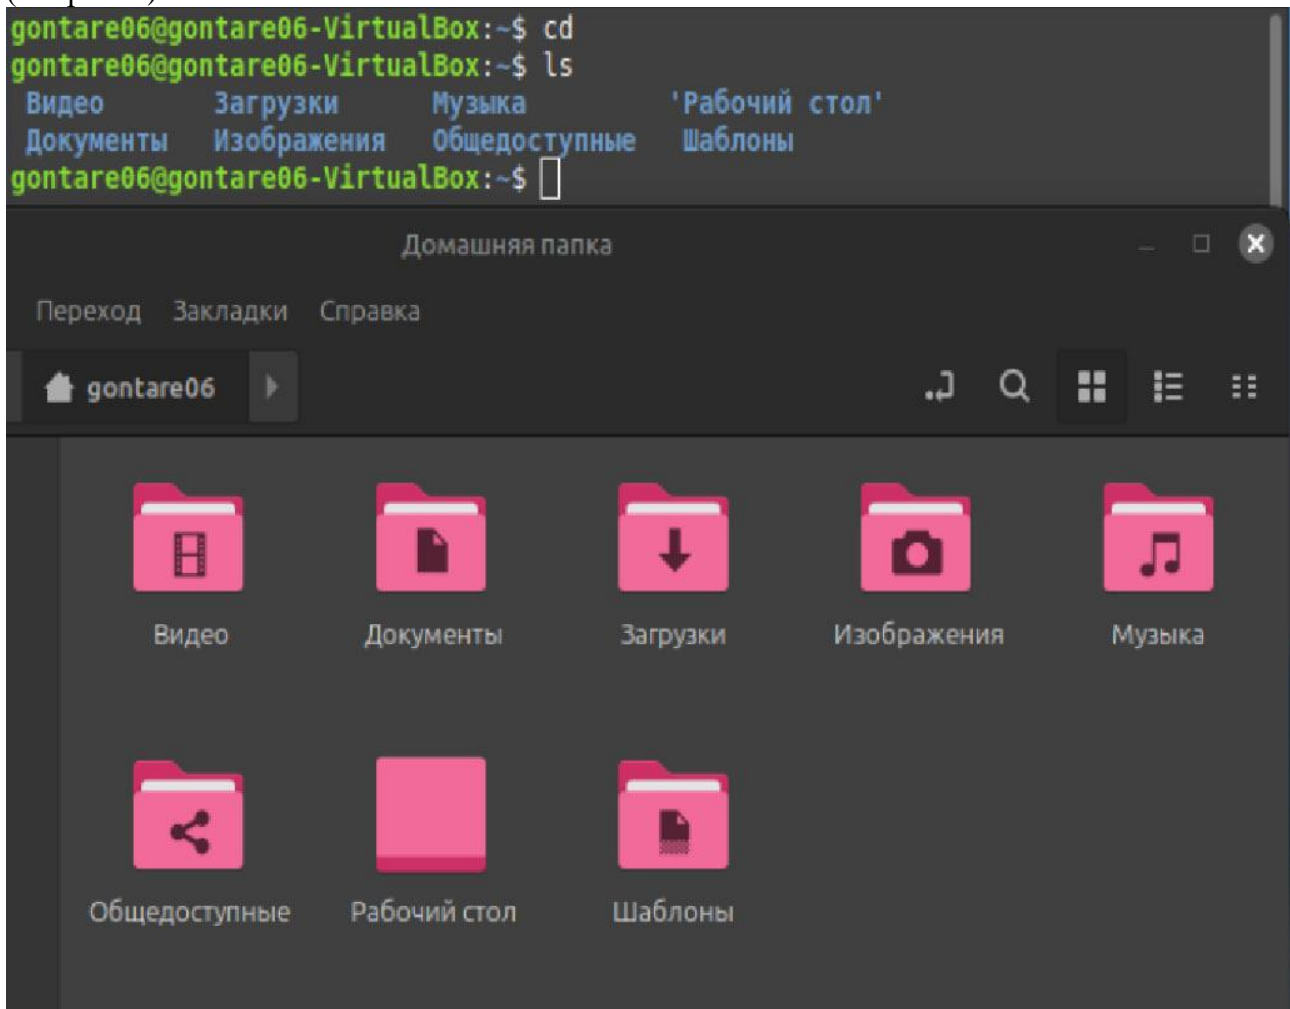 gontare06@gontare06-VirtualBox:~$ cd
gontare06@gontare06-VirtualBox:~$ ls
Видео Загрузки Музыка 'Рабочий стол'
Документы Изображения Общедоступные Шаблоны
gontare06@gontare06-VirtualBox:~$
Домашняя папка
Переход Закладки Справка
gontare06
Видео Документы Загрузки Изображения Музыка
Общедоступные Рабочий стол Шаблоны